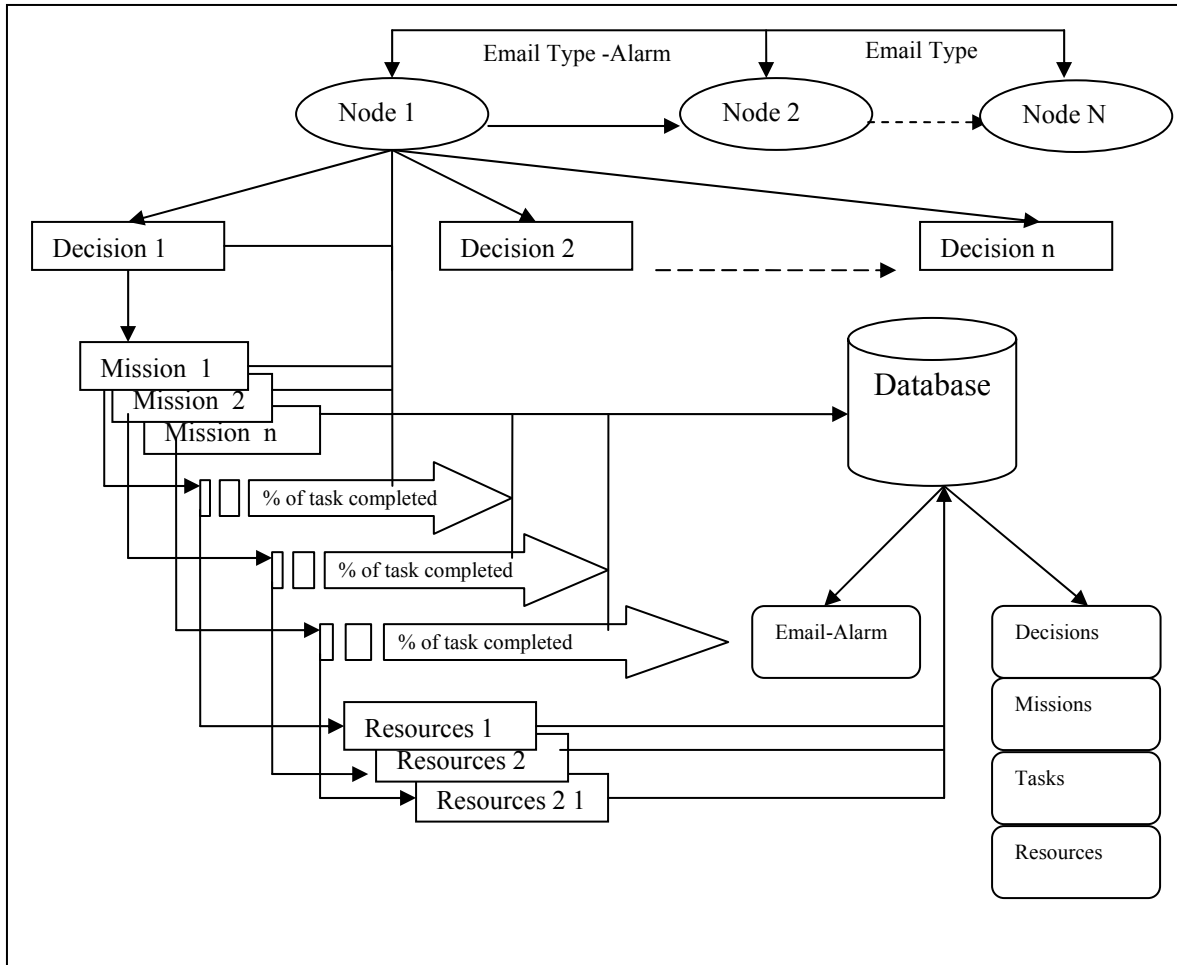 Email Type -Alarm
Email Type
Node 1
Node 2
Node N
Decision 1
Decision 2
Decision n
Mission 1
Mission 2
Mission n
Database
% of task completed
% of task completed
% of task completed
Email-Alarm
Decisions
Missions
Tasks
Resources
Resources 1
Resources 2
Resources 2 1